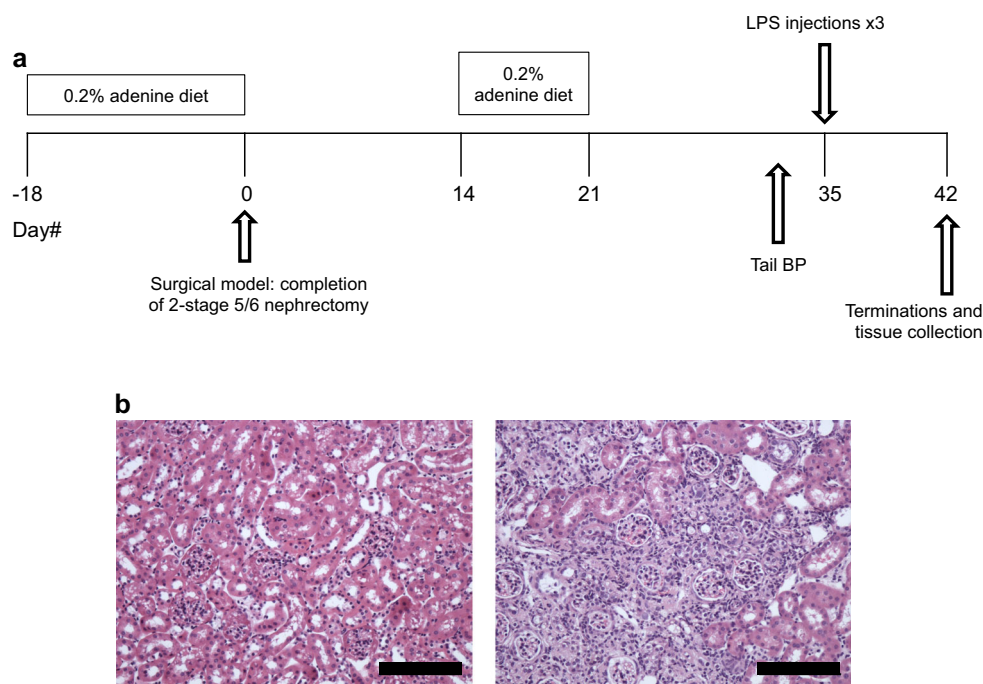 LPS injections x3
a
0.2% adenine diet
0.2%
adenine diet
-18
0
14
21
35
42
Day#
Surgical model: completion
of 2-stage 5/6 nephrectomy
Tail BP
Terminations and
tissue collection
b